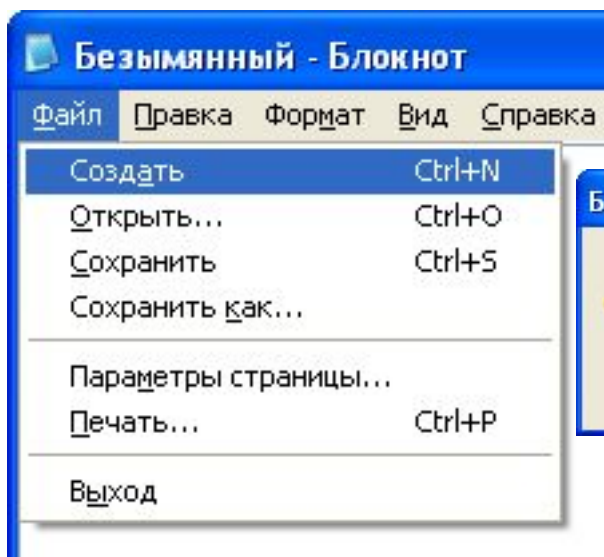 Безымянный - Блокнот
Файл Правка Формат Вид Справка
Создать Ctrl+N
Открыть... Ctrl+O
Сохранить Ctrl+S
Сохранить как...
Параметры страницы...
Печать... Ctrl+P
Выход